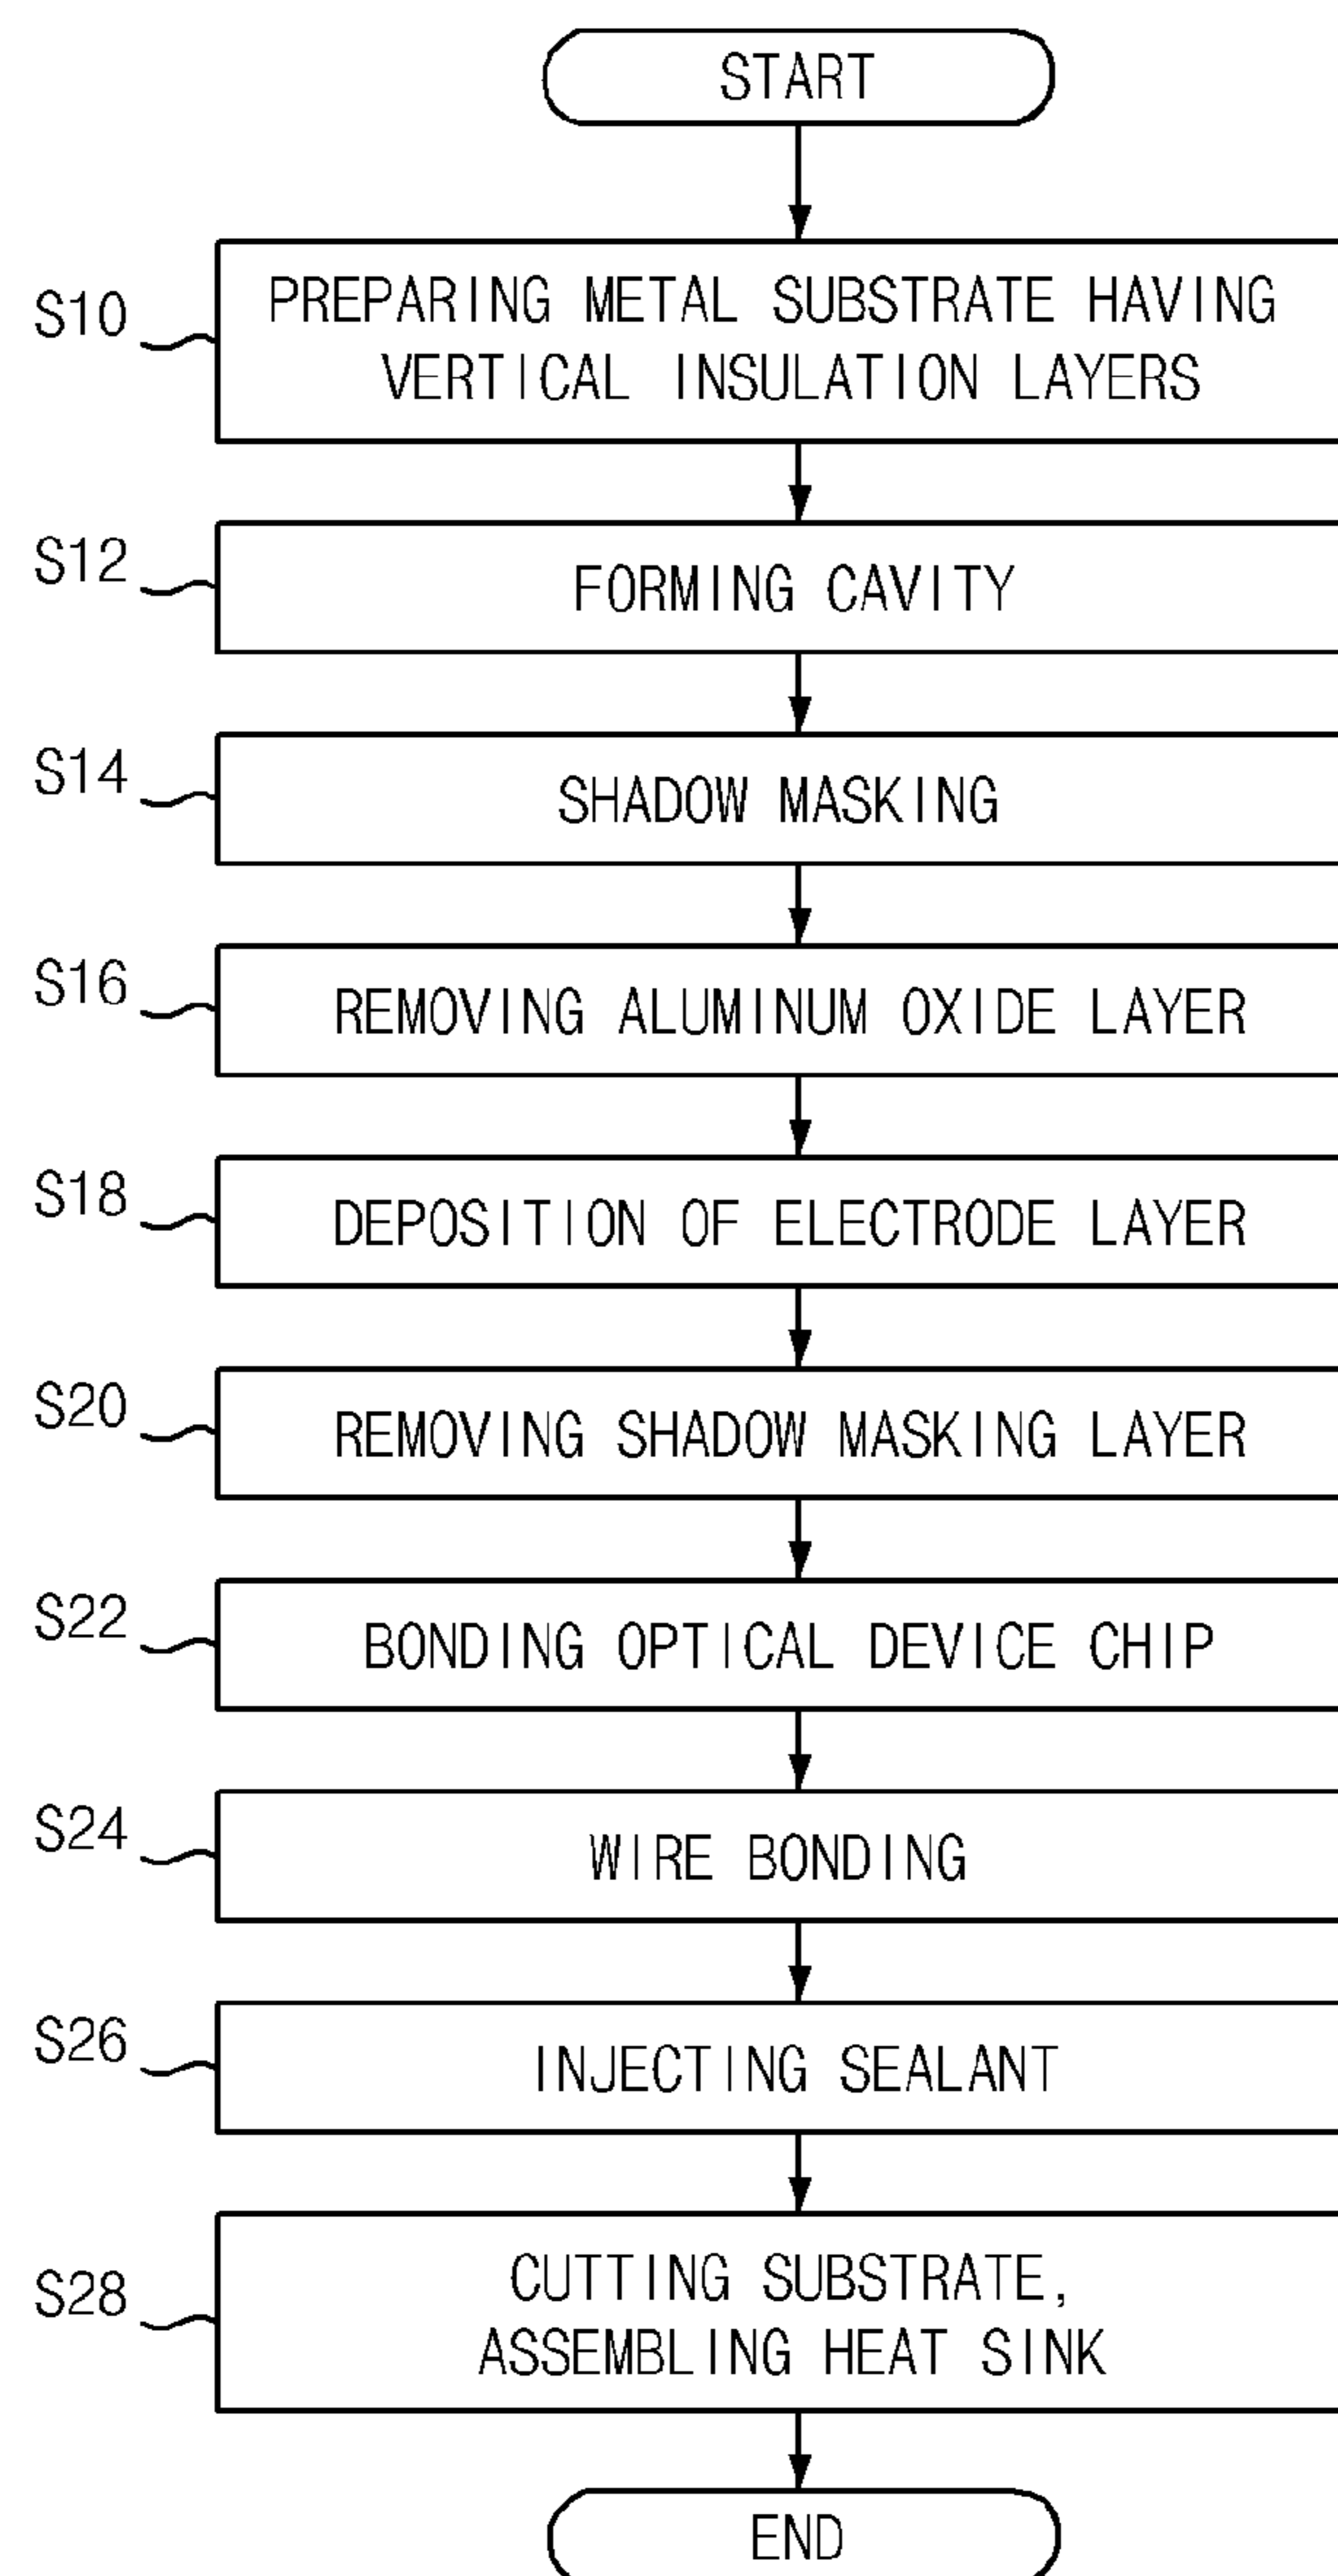 START
S10
PREPARING METAL SUBSTRATE HAVING
VERTICAL INSULATION LAYERS
S12
FORMING CAVITY
S14
SHADOW MASKING
S16
REMOVING ALUMINUM OXIDE LAYER
S18
DEPOSITION OF ELECTRODE LAYER
S20
REMOVING SHADOW MASKING LAYER
S22
BONDING OPTICAL DEVICE CHIP
S24
WIRE BONDING
S26
INJECTING SEALANT
S28
CUTTING SUBSTRATE,
ASSEMBLING HEAT SINK
END